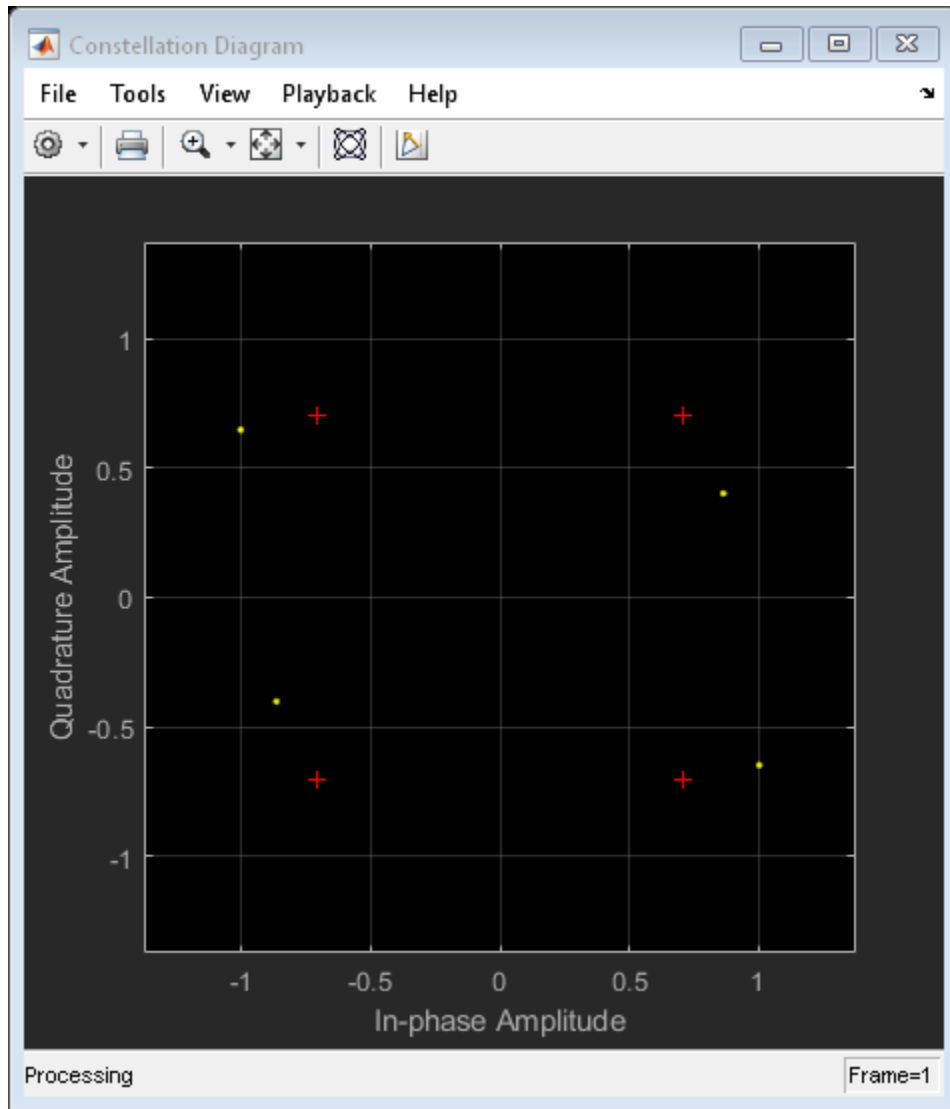 Constellation Diagram
File Tools View Playback Help
1
0.5
0
-0.5
-1
Quadrature Amplitude
-1 -0.5 0 0.5 1
In-phase Amplitude
Processing Frame=1